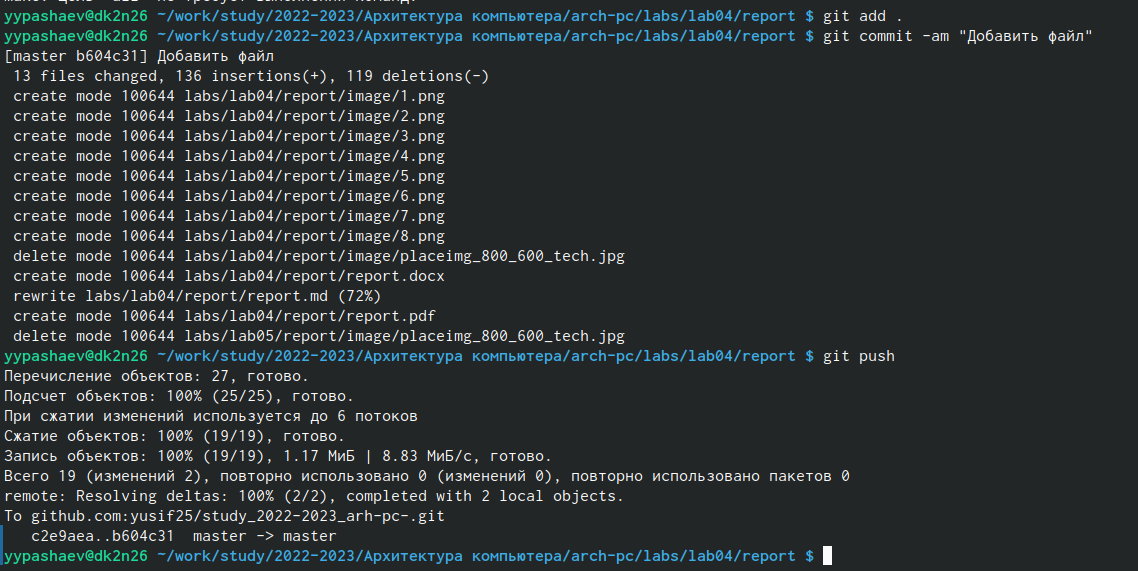 yypashaev@dk2n26 ~/work/study/2022-2023/Архитектура компьютера/arch-pc/labs/lab04/report $ git add .
yypashaev@dk2n26 ~/work/study/2022-2023/Архитектура компьютера/arch-pc/labs/lab04/report $ git commit -am "Добавить файл"
[master b604c31] Добавить файл
 13 files changed, 136 insertions(+), 119 deletions(-)
 create mode 100644 labs/lab04/report/image/1.png
 create mode 100644 labs/lab04/report/image/2.png
 create mode 100644 labs/lab04/report/image/3.png
 create mode 100644 labs/lab04/report/image/4.png
 create mode 100644 labs/lab04/report/image/5.png
 create mode 100644 labs/lab04/report/image/6.png
 create mode 100644 labs/lab04/report/image/7.png
 create mode 100644 labs/lab04/report/image/8.png
 delete mode 100644 labs/lab04/report/image/placeimg_800_600_tech.jpg
 create mode 100644 labs/lab04/report/report.docx
 rewrite labs/lab04/report/report.md (72%)
 create mode 100644 labs/lab04/report/report.pdf
 delete mode 100644 labs/lab05/report/image/placeimg_800_600_tech.jpg
yypashaev@dk2n26 ~/work/study/2022-2023/Архитектура компьютера/arch-pc/labs/lab04/report $ git push
Перечисление объектов: 27, готово.
Подсчет объектов: 100% (25/25), готово.
При сжатии изменений используется до 6 потоков
Сжатие объектов: 100% (19/19), готово.
Запись объектов: 100% (19/19), 1.17 МиБ | 8.83 МиБ/с, готово.
Всего 19 (изменений 2), повторно использовано 0 (изменений 0), повторно использовано пакетов 0
remote: Resolving deltas: 100% (2/2), completed with 2 local objects.
To github.com:yusif25/study_2022-2023_arh-pc-.git
   c2e9aea..b604c31  master -> master
yypashaev@dk2n26 ~/work/study/2022-2023/Архитектура компьютера/arch-pc/labs/lab04/report $